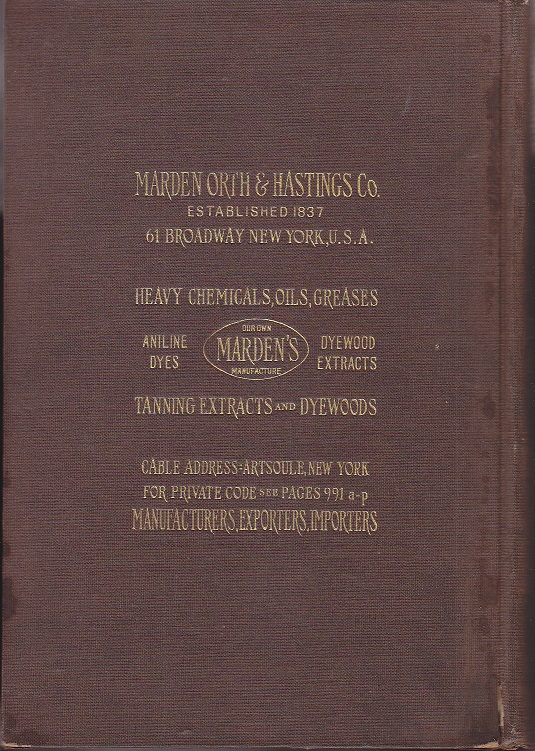 MARDEN ORTH & HASTINGS Co.
ESTABLISHED 1837
61 BROADWAY NEW YORK, U.S.A.
HEAVY CHEMICALS, OILS, GREASES
ANILINE DYES
OUR OWN
MARDEN'S
MANUFACTURE
DYEWOOD EXTRACTS
TANNING EXTRACTS AND DYEWOODS
CABLE ADDRESS-ARTSOULE, NEW YORK
FOR PRIVATE CODE SEE PAGES 991 a-p
MANUFACTURERS, EXPORTERS, IMPORTERS